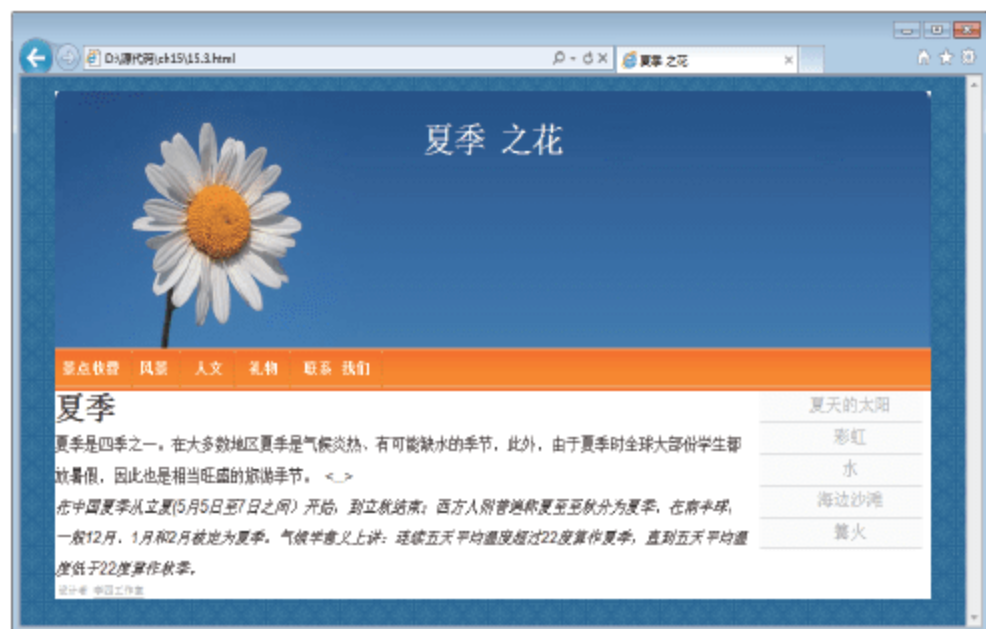 D:\源代码\ch15\15.3.html
夏季 之花
夏季 之花
景点收费 风景 人文 礼物 联系 我们
夏季
夏季是四季之一。在大多数地区夏季是气候炎热、有可能缺水的季节，此外，由于夏季时全球大部份学生都
放暑假，因此也是相当旺盛的旅游季节。 <…>
在中国夏季从立夏(5月5日至7日之间）开始，到立秋结束；西方人则普遍称夏至至秋分为夏季。在南半球，
一般12月、1月和2月被定为夏季。气候学意义上讲：连续五天平均温度超过22度算作夏季，直到五天平均温
度低于22度算作秋季。
夏天的太阳
彩虹
水
海边沙滩
篝火
设计者